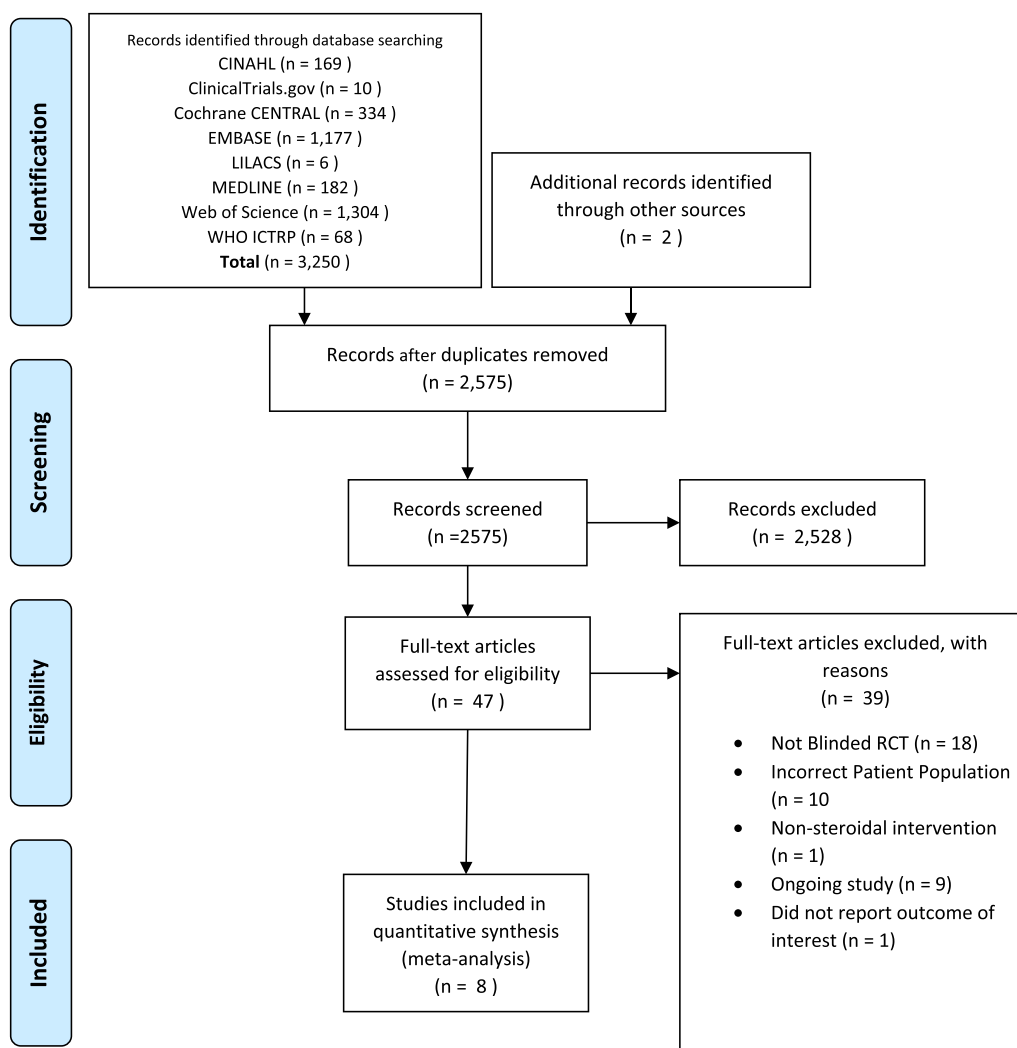 Identification
Records identified through database searching
CINAHL (n = 169 )
ClinicalTrials.gov (n = 10 )
Cochrane CENTRAL (n = 334 )
EMBASE (n = 1,177 )
LILACS (n = 6 )
MEDLINE (n = 182 )
Web of Science (n = 1,304 )
WHO ICTRP (n = 68 )
Total (n = 3,250 )
Additional records identified
through other sources
(n =  2 )
Records after duplicates removed
(n = 2,575)
Screening
Records screened
(n =2575)
Records excluded
(n =  2,528 )
Eligibility
Full-text articles
assessed for eligibility
(n =  47 )
Full-text articles excluded, with
reasons
(n =  39)
• Not Blinded RCT (n = 18)
• Incorrect Patient Population
(n = 10
• Non-steroidal intervention
(n = 1)
• Ongoing study (n = 9)
• Did not report outcome of
interest (n = 1)
Included
Studies included in
quantitative synthesis
(meta-analysis)
(n =  8 )